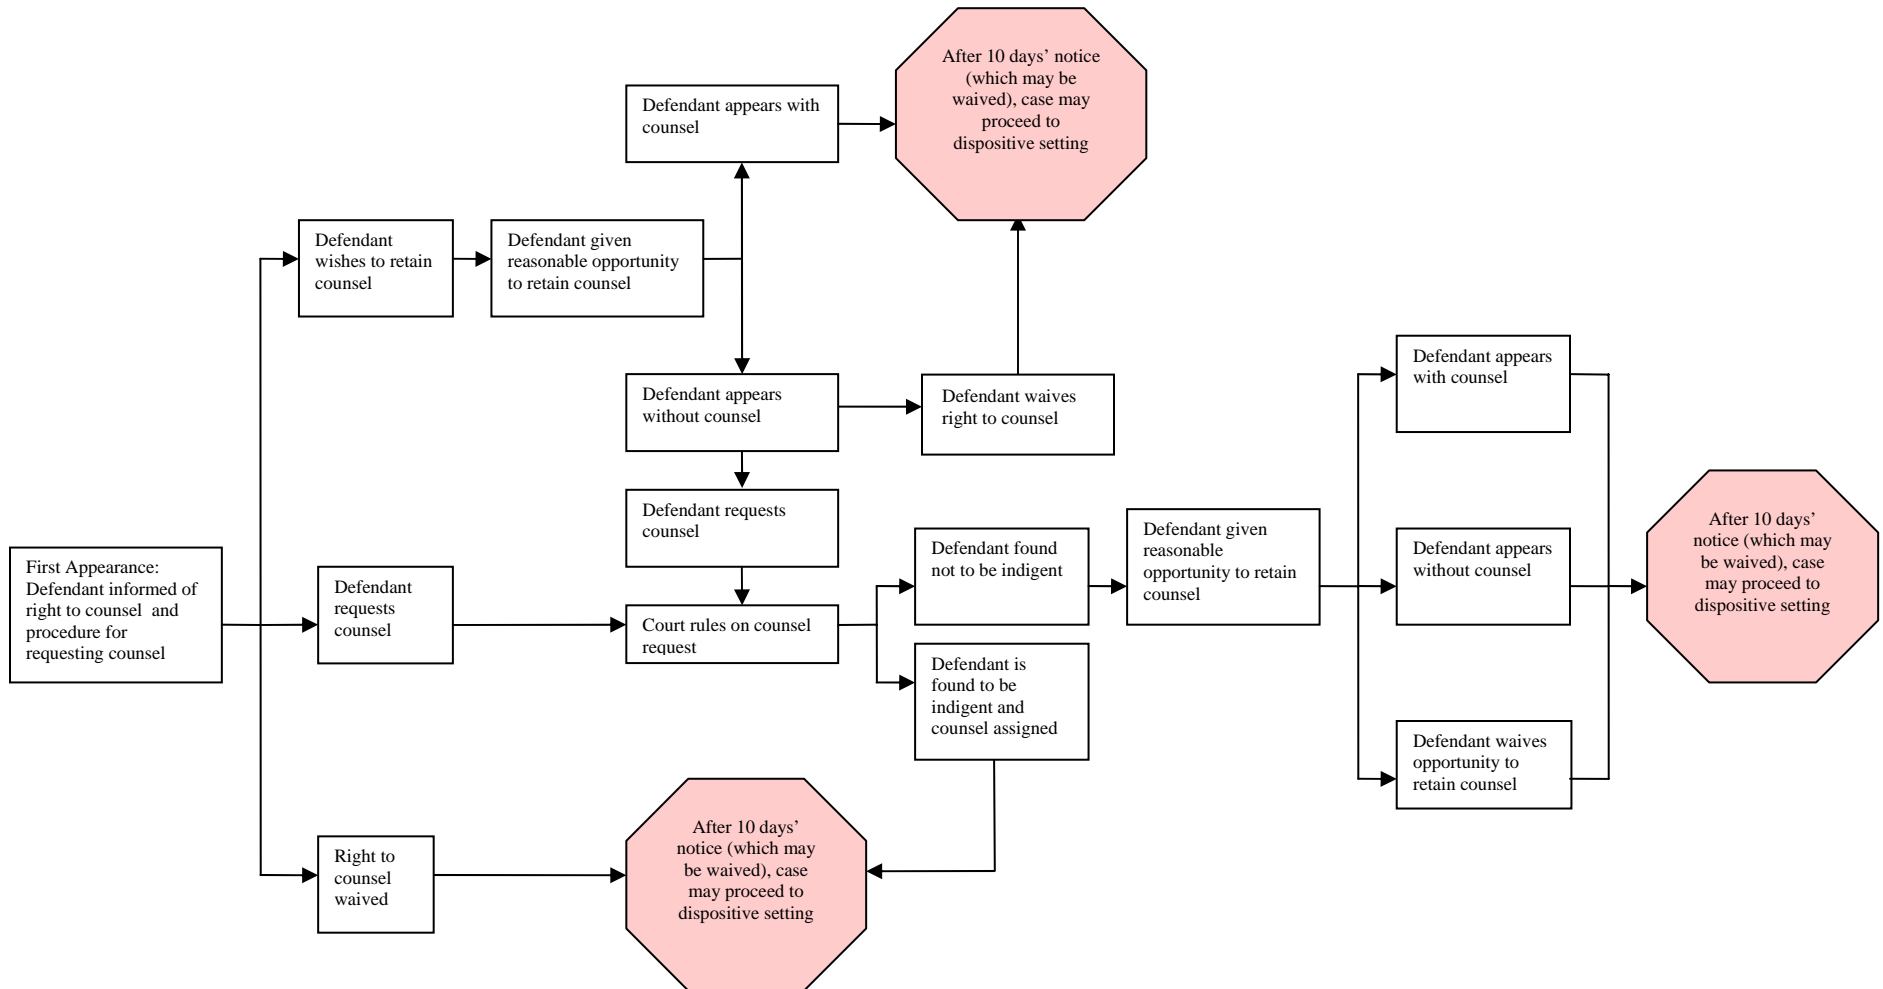 After 10 days’ notice
(which may be
waived), case may
proceed to
dispositive setting
Defendant appears with
counsel
Defendant
wishes to retain
counsel
Defendant given
reasonable opportunity
to retain counsel
Defendant appears
without counsel
Defendant waives
right to counsel
Defendant appears
with counsel
Defendant requests
counsel
First Appearance:
Defendant informed of
right to counsel  and
procedure for
requesting counsel
Defendant
requests
counsel
Court rules on counsel
request
Defendant found
not to be indigent
Defendant given
reasonable
opportunity to retain
counsel
Defendant appears
without counsel
After 10 days’
notice (which may
be waived), case
may proceed to
dispositive setting
Defendant is
found to be
indigent and
counsel assigned
Defendant waives
opportunity to
retain counsel
Right to
counsel
waived
After 10 days’
notice (which may
be waived), case
may proceed to
dispositive setting